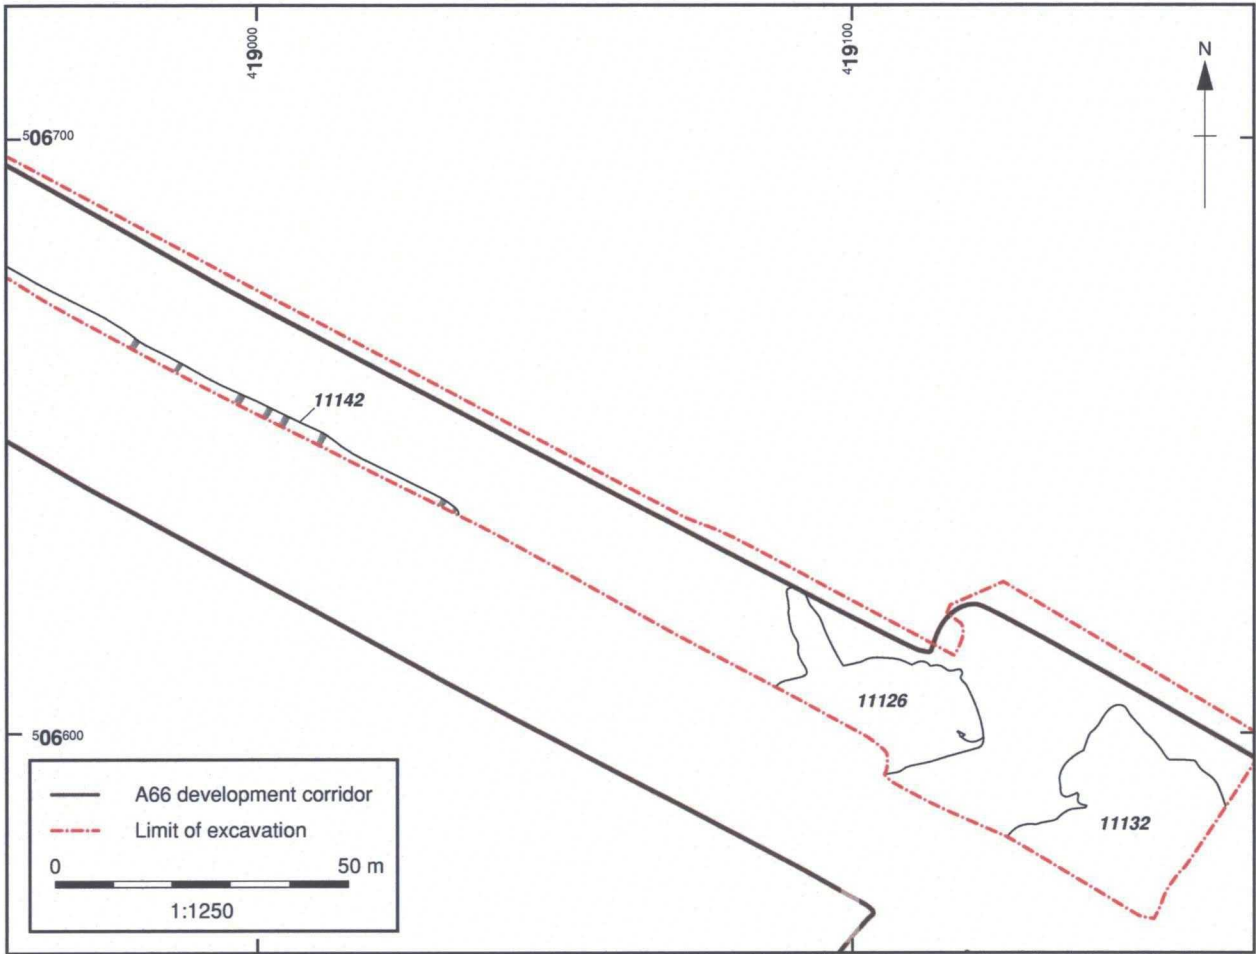 419000
419100
N
506700
11142
11126
506600
11132
A66 development corridor
Limit of excavation
0 50 m
1:1250